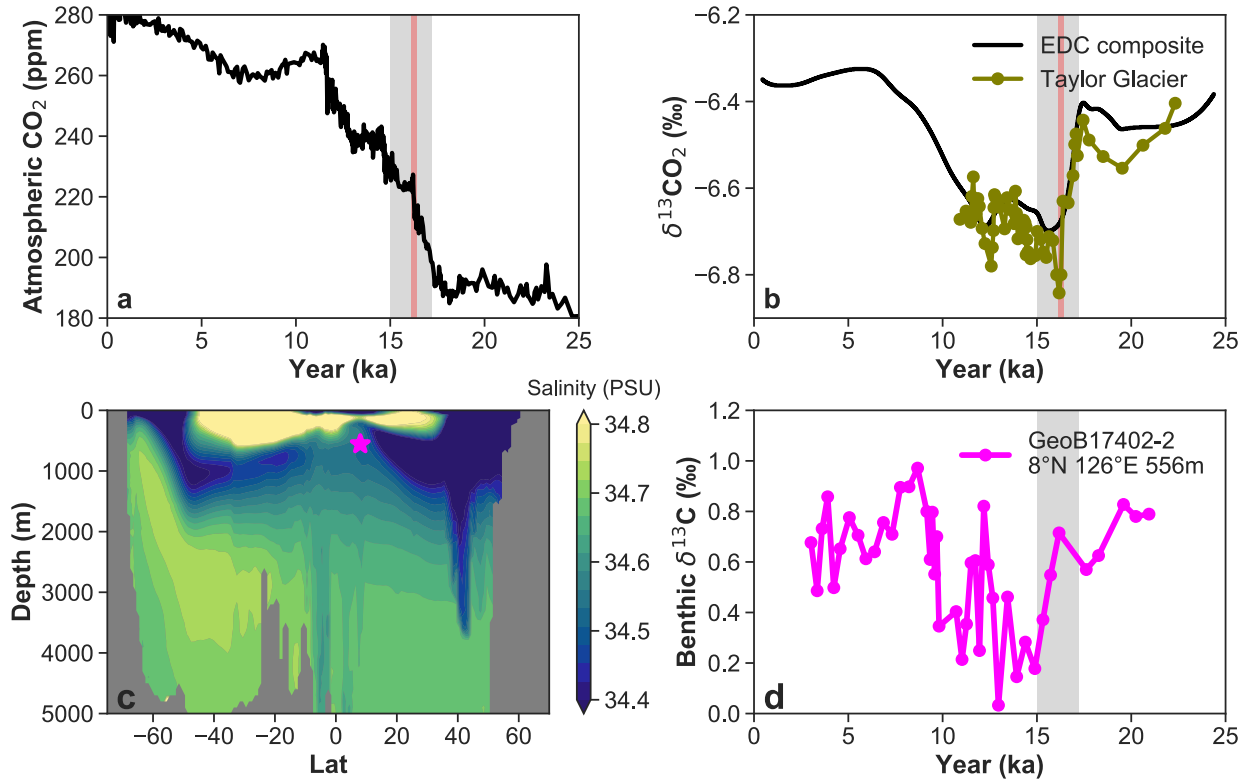 280
260
240
220
200
180
Atmospheric CO₂ (ppm)
a
0 5 10 15 20 25
Year (ka)
−6.2
−6.4
−6.6
−6.8
δ¹³CO₂ (‰)
EDC composite
Taylor Glacier
b
0 5 10 15 20 25
Year (ka)
0
1000
2000
3000
4000
5000
Depth (m)
c
−60 −40 −20 0 20 40 60
Lat
Salinity (PSU)
34.8
34.7
34.6
34.5
34.4
1.2
1.0
0.8
0.6
0.4
0.2
0.0
Benthic δ¹³C (‰)
GeoB17402-2
8°N 126°E 556m
d
0 5 10 15 20 25
Year (ka)